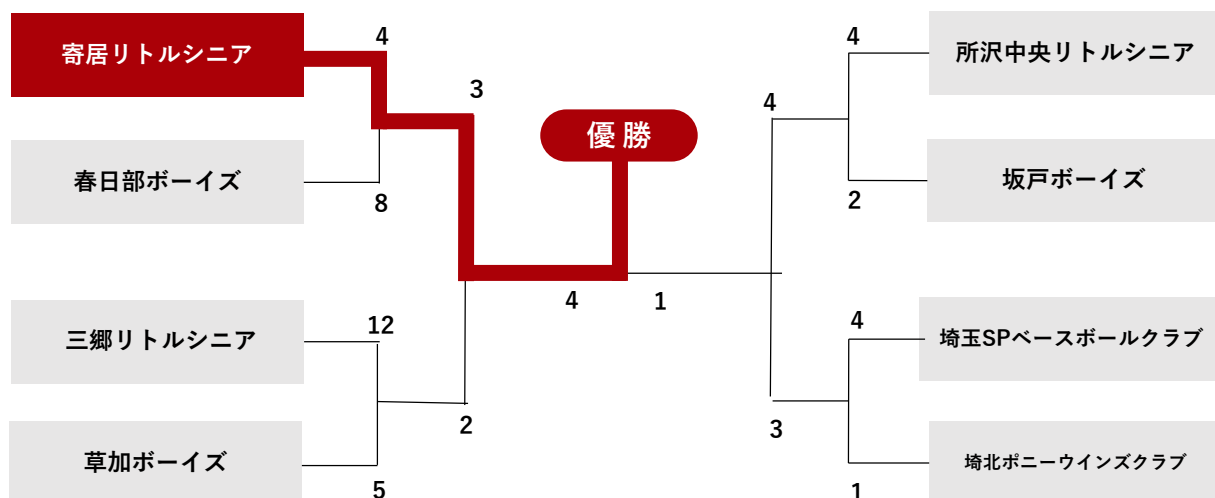 4
4
寄居リトルシニア
所沢中央リトルシニア
3
4
優勝
春日部ボーイズ
坂戸ボーイズ
8
2
4
1
三郷リトルシニア
12
4
埼玉SPベースボールクラブ
2
3
草加ボーイズ
埼北ポニーウインズクラブ
5
1